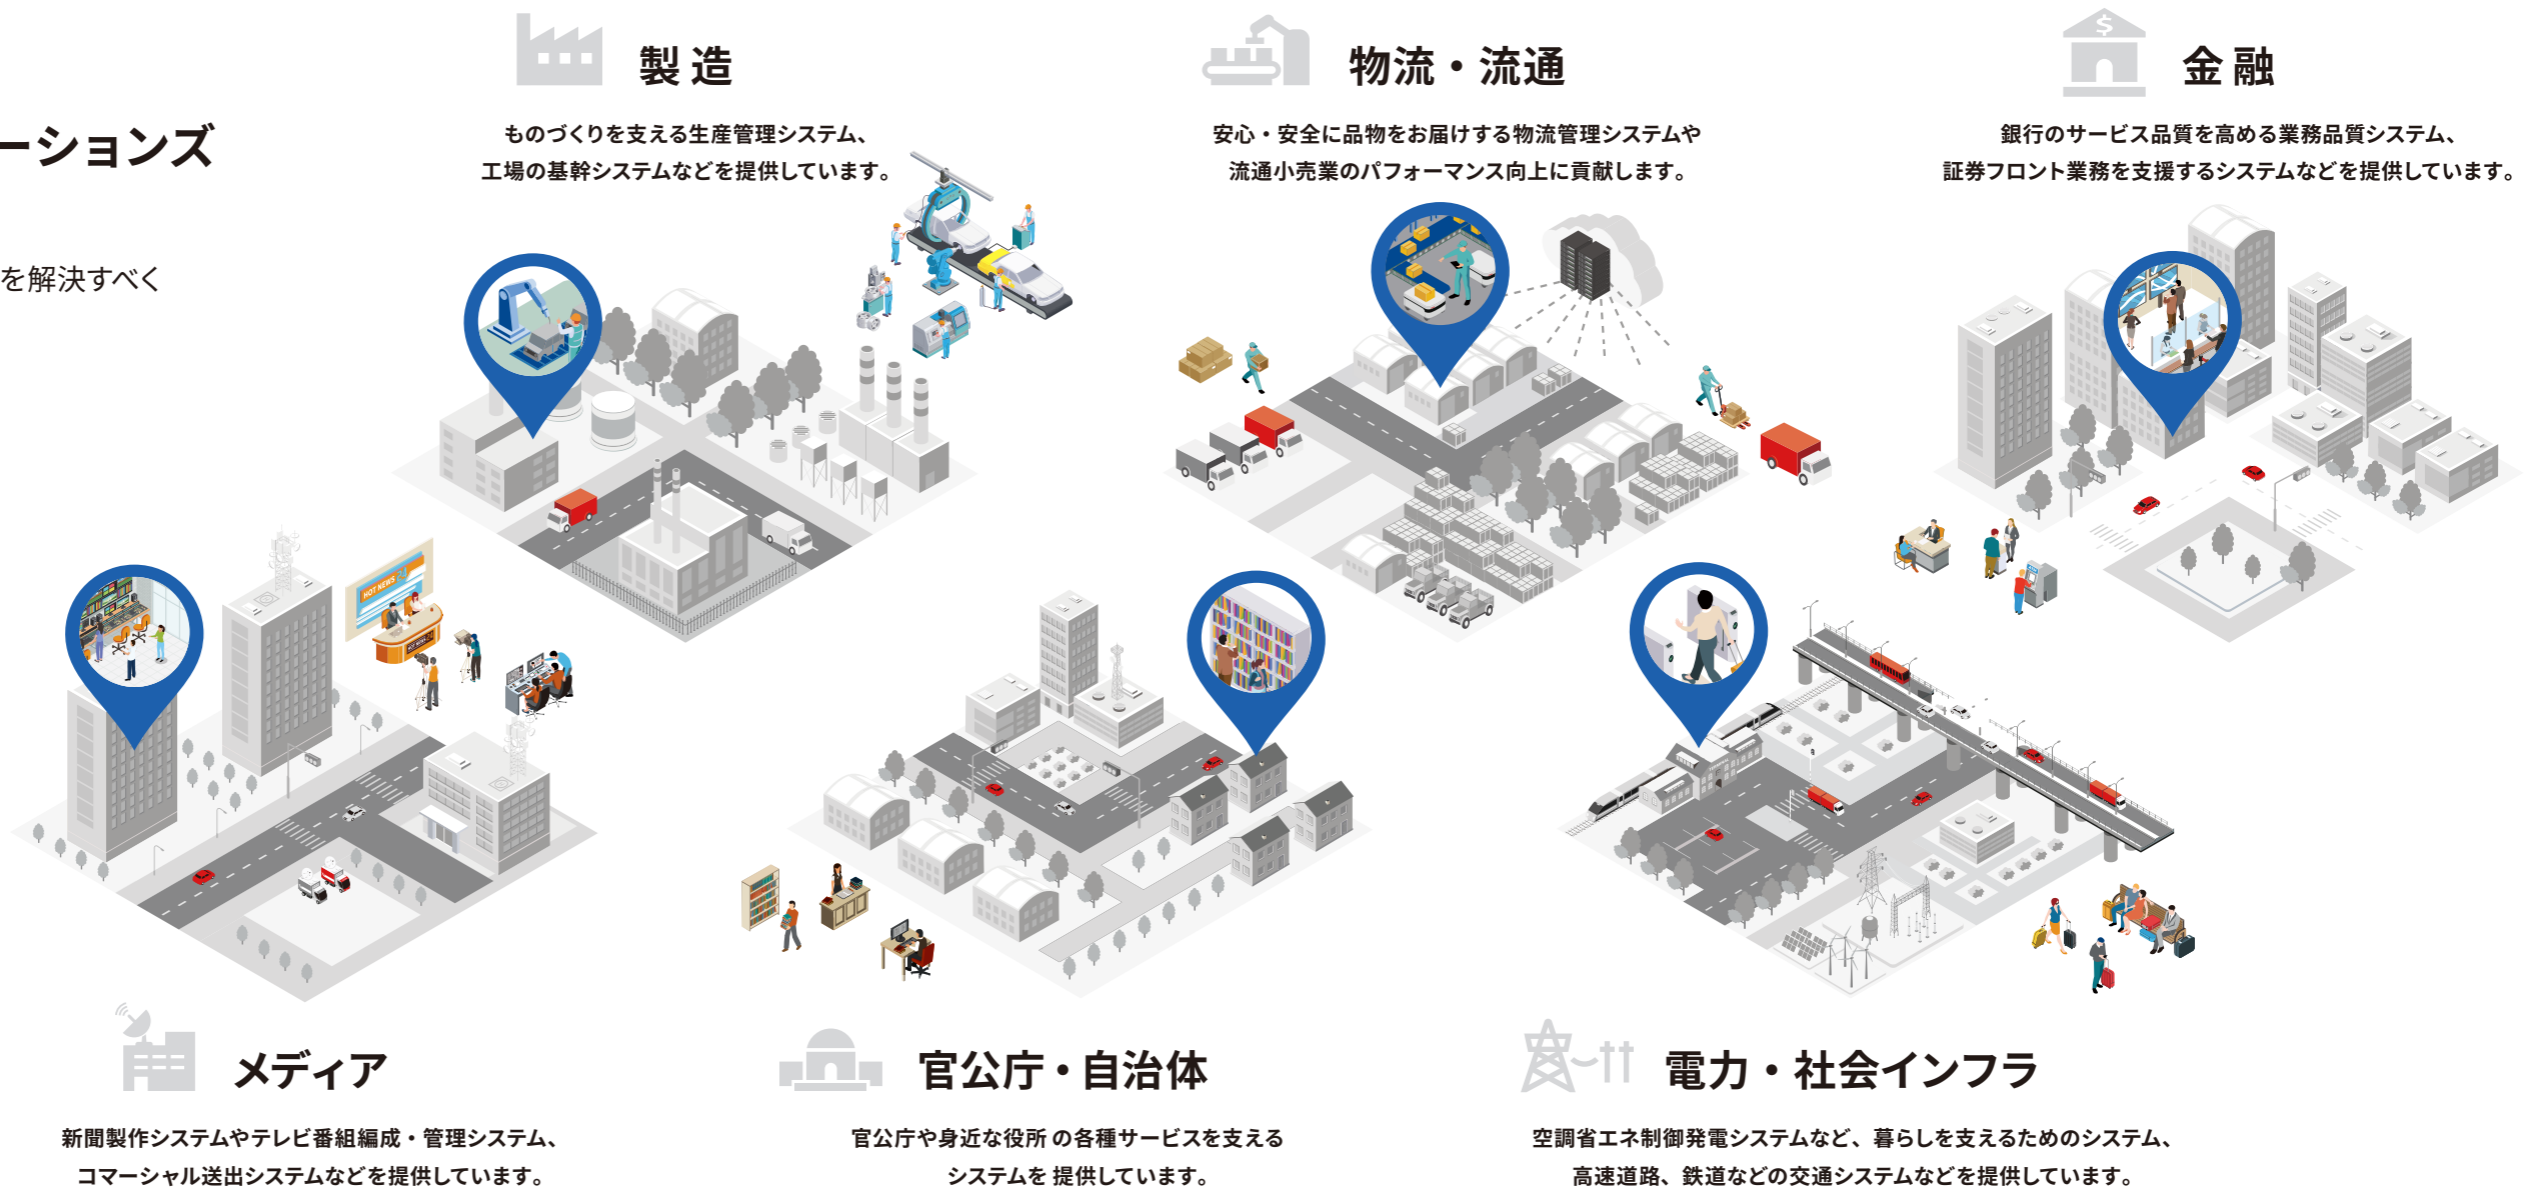 ーションズ
を解決すべく
製造
ものづくりを支える生産管理システム、
工場の基幹システムなどを提供しています。
物流・流通
安心・安全に品物をお届けする物流管理システムや
流通小売業のパフォーマンス向上に貢献します。
$
金融
銀行のサービス品質を高める業務品質システム、
証券フロント業務を支援するシステムなどを提供しています。
HOT NEWS
メディア
新聞製作システムやテレビ番組編成・管理システム、
コマーシャル送出システムなどを提供しています。
官公庁・自治体
官公庁や身近な役所 の各種サービスを支える
システムを 提供しています。
電力・社会インフラ
空調省エネ制御発電システムなど、暮らしを支えるためのシステム、
高速道路、鉄道などの交通システムなどを提供しています。